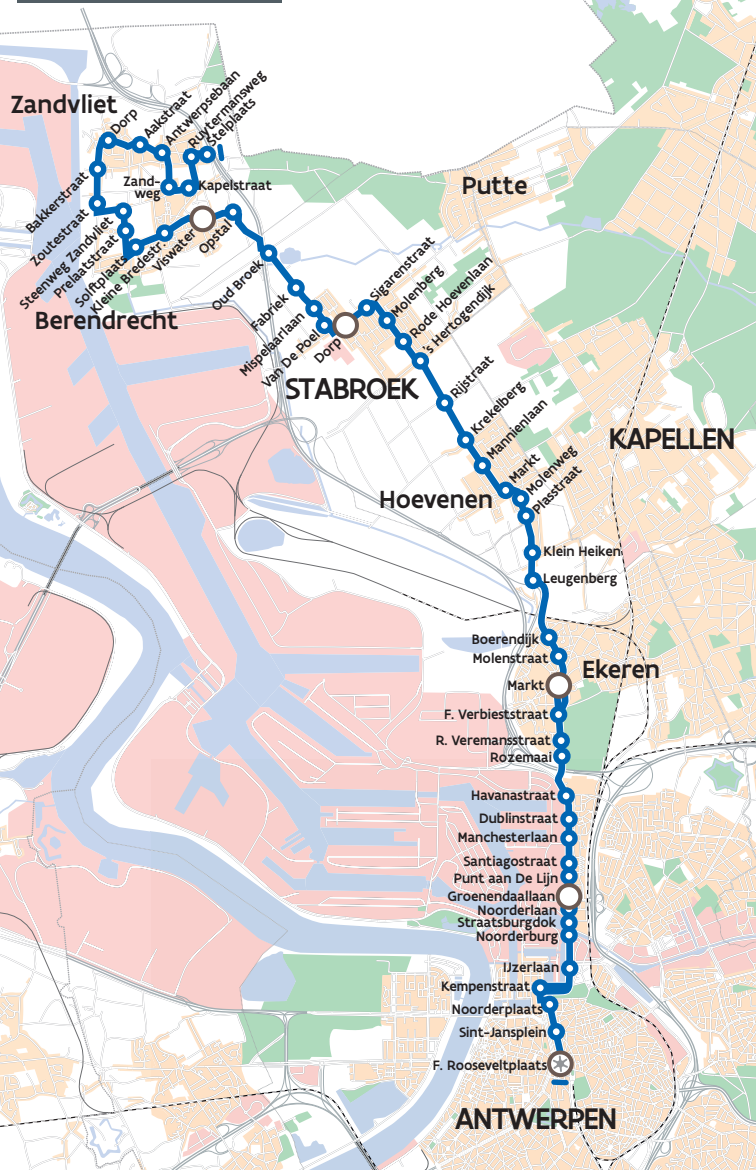 Zandvliet
Dorp
Aakstraat
Antwerpsebaan
Ruytermansweg
Stelplaats
Zand-
weg
Kapelstraat
Bakkerstraat
Zoutestraat
Steenweg Zandvliet
Prelaatstraat
Solftplaats
Kleine Bredestr.
Viswater
Opstal
Berendrecht
Putte
Oud Broek
Fabriek
Mispelaarlaan
Van De Poel
Dorp
STABROEK
Sigarenstraat
Molenberg
Rode Hoevenlaan
's Hertogendijk
Rijstraat
Krekelberg
Mannienlaan
KAPELLEN
Hoevenen
Markt
Molenweg
Plasstraat
Klein Heiken
Leugenberg
Boerendijk
Molenstraat
Ekeren
Markt
F. Verbieststraat
R. Veremansstraat
Rozemaai
Havanastraat
Dublinstraat
Manchesterlaan
Santiagostraat
Punt aan De Lijn
Groenendaallaan
Noorderlaan
Straatsburgdok
Noorderburg
IJzerlaan
Kempenstraat
Noorderplaats
Sint-Jansplein
F. Rooseveltplaats
ANTWERPEN